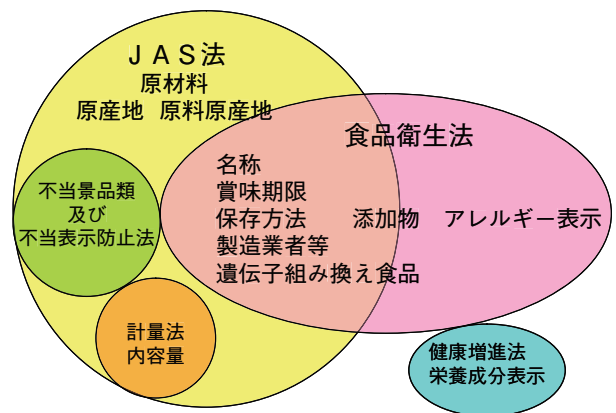 ＪＡＳ法
原材料
原産地 原料原産地
食品衛生法
名称
賞味期限
保存方法
製造業者等
遺伝子組み換え食品
添加物 アレルギー表示
不当景品類
及び
不当表示防止法
計量法
内容量
健康増進法
栄養成分表示